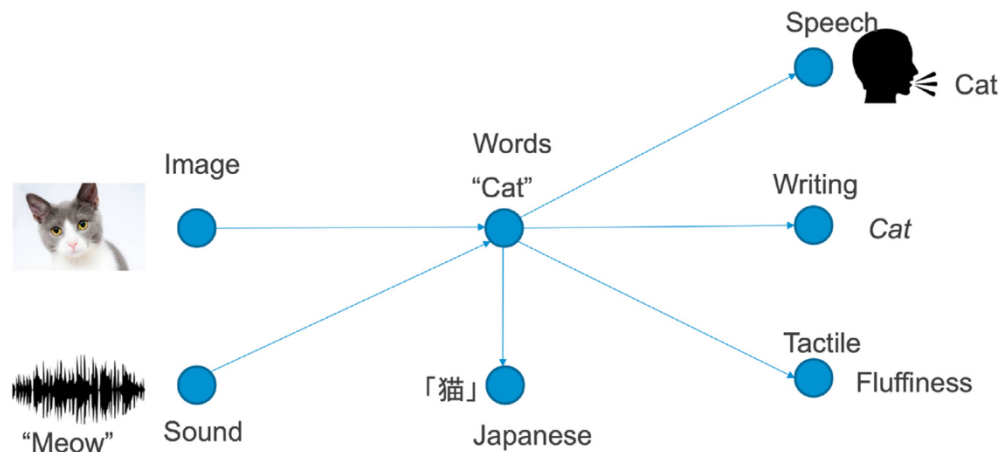 Speech
Cat
Words
Image
“Cat”
Writing
Cat
Tactile
「猫」
Fluffiness
“Meow”
Sound
Japanese